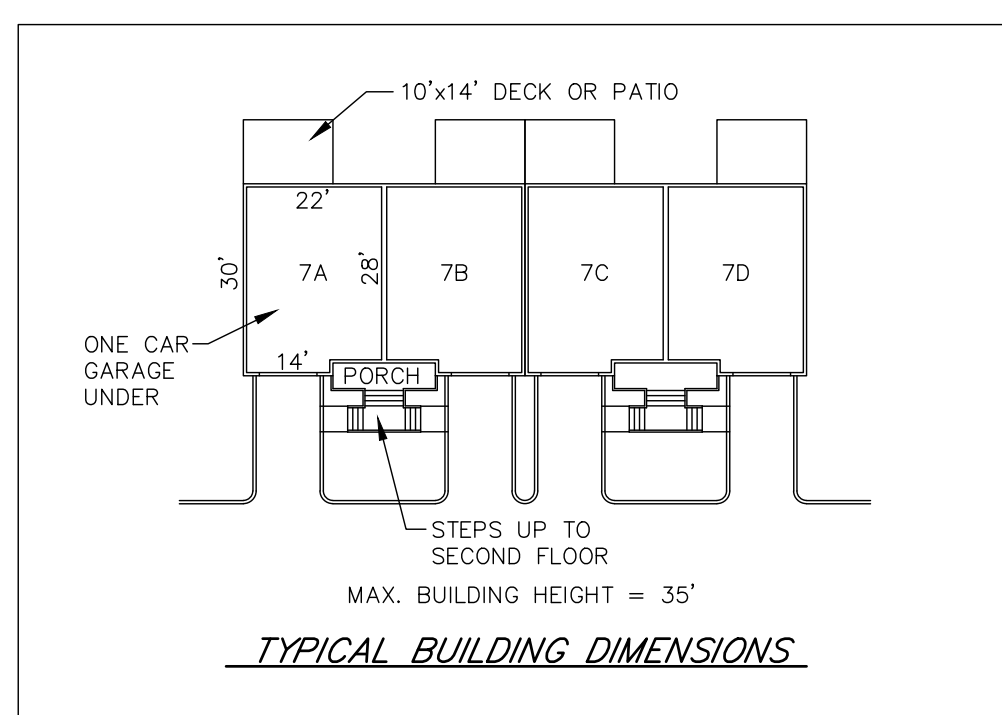 10'x14' DECK OR PATIO
22'
30'
7A
28'
7B
7C
7D
ONE CAR
GARAGE
UNDER
14'
PORCH
STEPS UP TO
SECOND FLOOR
MAX. BUILDING HEIGHT = 35'
TYPICAL BUILDING DIMENSIONS